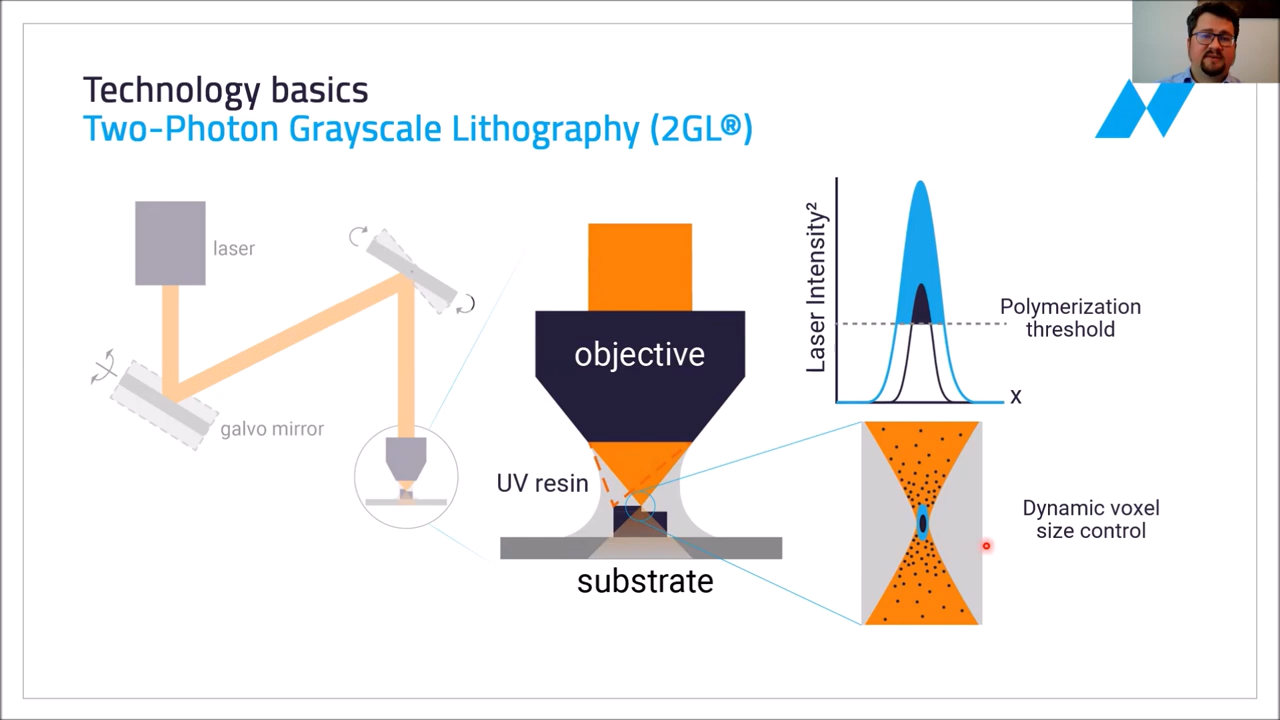 Technology basics
Two-Photon Grayscale Lithography (2GL®)
laser
galvo mirror
objective
UV resin
substrate
Laser Intensity²
Polymerization
threshold
x
Dynamic voxel
size control